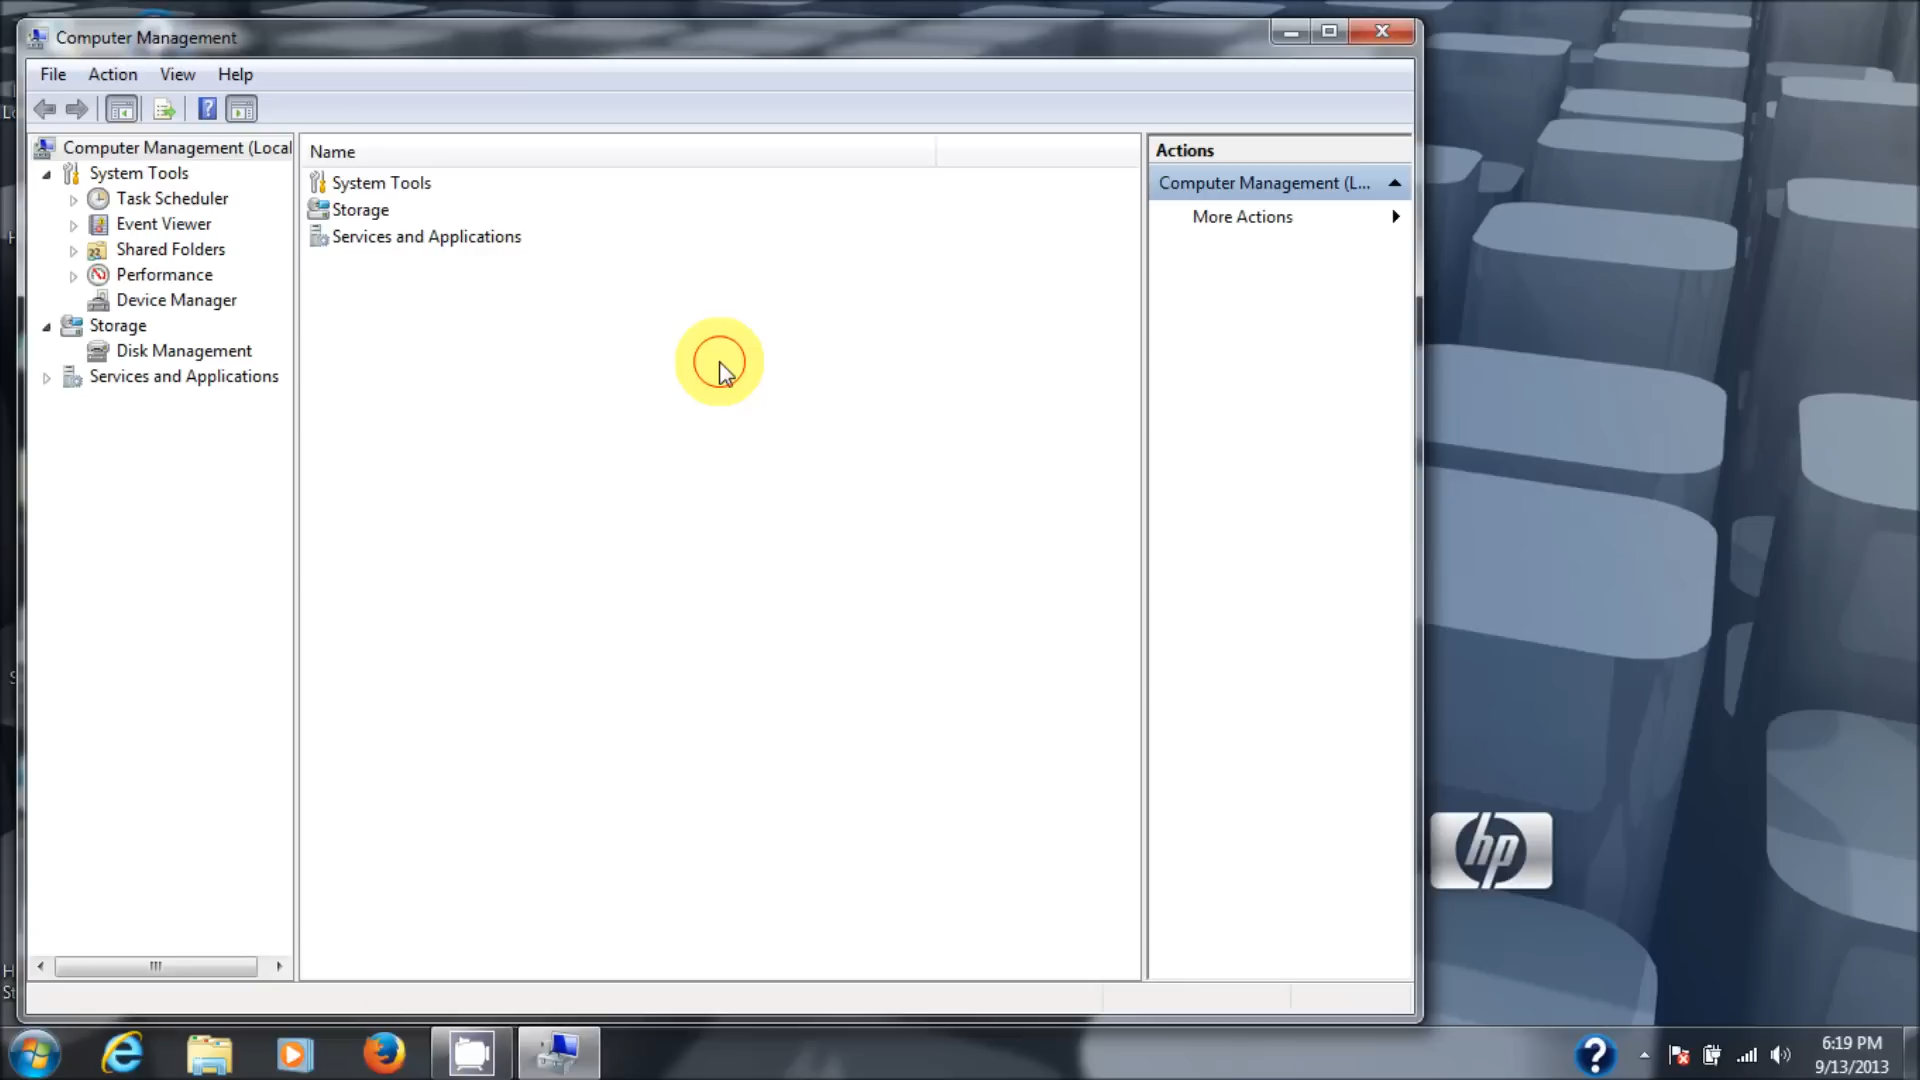 Computer Management
File Action View Help
Computer Management (Local
System Tools
Task Scheduler
Event Viewer
Shared Folders
Performance
Device Manager
Storage
Disk Management
Services and Applications
Name
System Tools
Storage
Services and Applications
Actions
Computer Management (L...
More Actions
hp
6:19 PM
9/13/2013